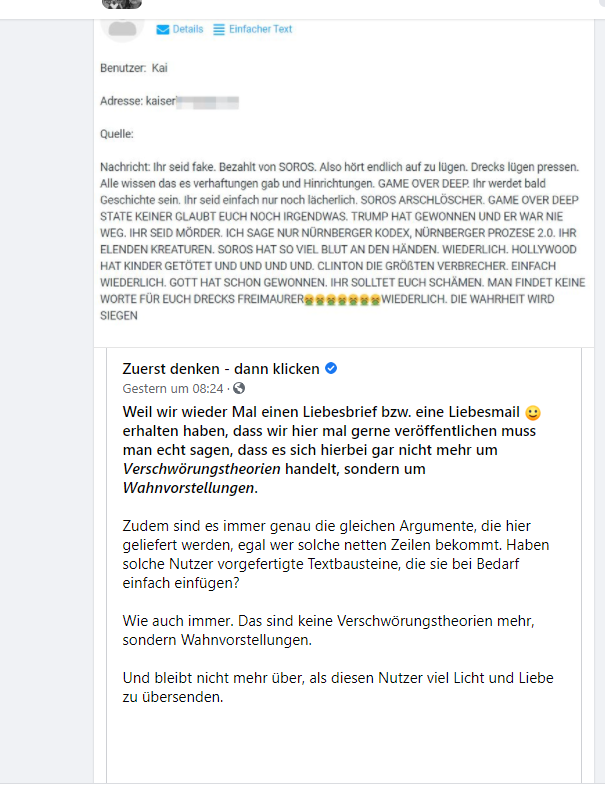 Details Einfacher Text
Benutzer: Kai
Adresse: kaiser
Quelle:
Nachricht: Ihr seid fake. Bezahlt von SOROS. Also hört endlich auf zu lügen. Drecks lügen pressen.
Alle wissen das es verhaftungen gab und Hinrichtungen. GAME OVER DEEP. Ihr werdet bald
Geschichte sein. Ihr seid einfach nur noch lächerlich. SOROS ARSCHLÖSCHER. GAME OVER DEEP
STATE KEINER GLAUBT EUCH NOCH IRGENDWAS. TRUMP HAT GEWONNEN UND ER WAR NIE
WEG. IHR SEID MÖRDER. ICH SAGE NUR NÜRNBERGER KODEX, NÜRNBERGER PROZESE 2.0. IHR
ELENDEN KREATUREN. SOROS HAT SO VIEL BLUT AN DEN HÄNDEN. WIEDERLICH. HOLLYWOOD
HAT KINDER GETÖTET UND UND UND UND. CLINTON DIE GRÖßTEN VERBRECHER. EINFACH
WIEDERLICH. GOTT HAT SCHON GEWONNEN. IHR SOLLTET EUCH SCHÄMEN. MAN FINDET KEINE
WORTE FÜR EUCH DRECKS FREIMAURER🤮🤮🤮🤮🤮🤮🤮WIEDERLICH. DIE WAHRHEIT WIRD
SIEGEN
Zuerst denken - dann klicken
Gestern um 08:24 ·
Weil wir wieder Mal einen Liebesbrief bzw. eine Liebesmail 😀
erhalten haben, dass wir hier mal gerne veröffentlichen muss
man echt sagen, dass es sich hierbei gar nicht mehr um
Verschwörungstheorien handelt, sondern um
Wahnvorstellungen.
Zudem sind es immer genau die gleichen Argumente, die hier
geliefert werden, egal wer solche netten Zeilen bekommt. Haben
solche Nutzer vorgefertigte Textbausteine, die sie bei Bedarf
einfach einfügen?
Wie auch immer. Das sind keine Verschwörungstheorien mehr,
sondern Wahnvorstellungen.
Und bleibt nicht mehr über, als diesen Nutzer viel Licht und Liebe
zu übersenden.